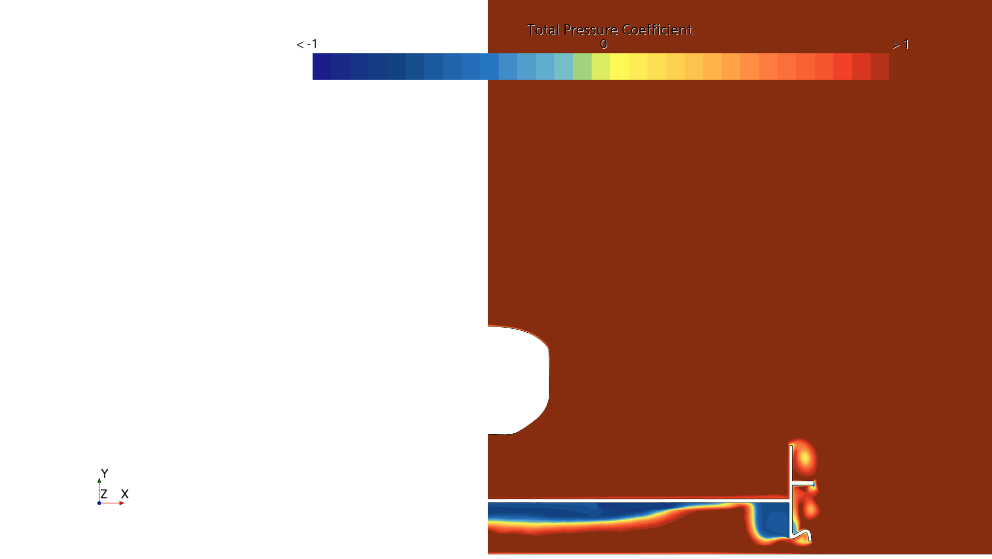 Total Pressure Coefficient
< -1 0 > 1
Y
Z X